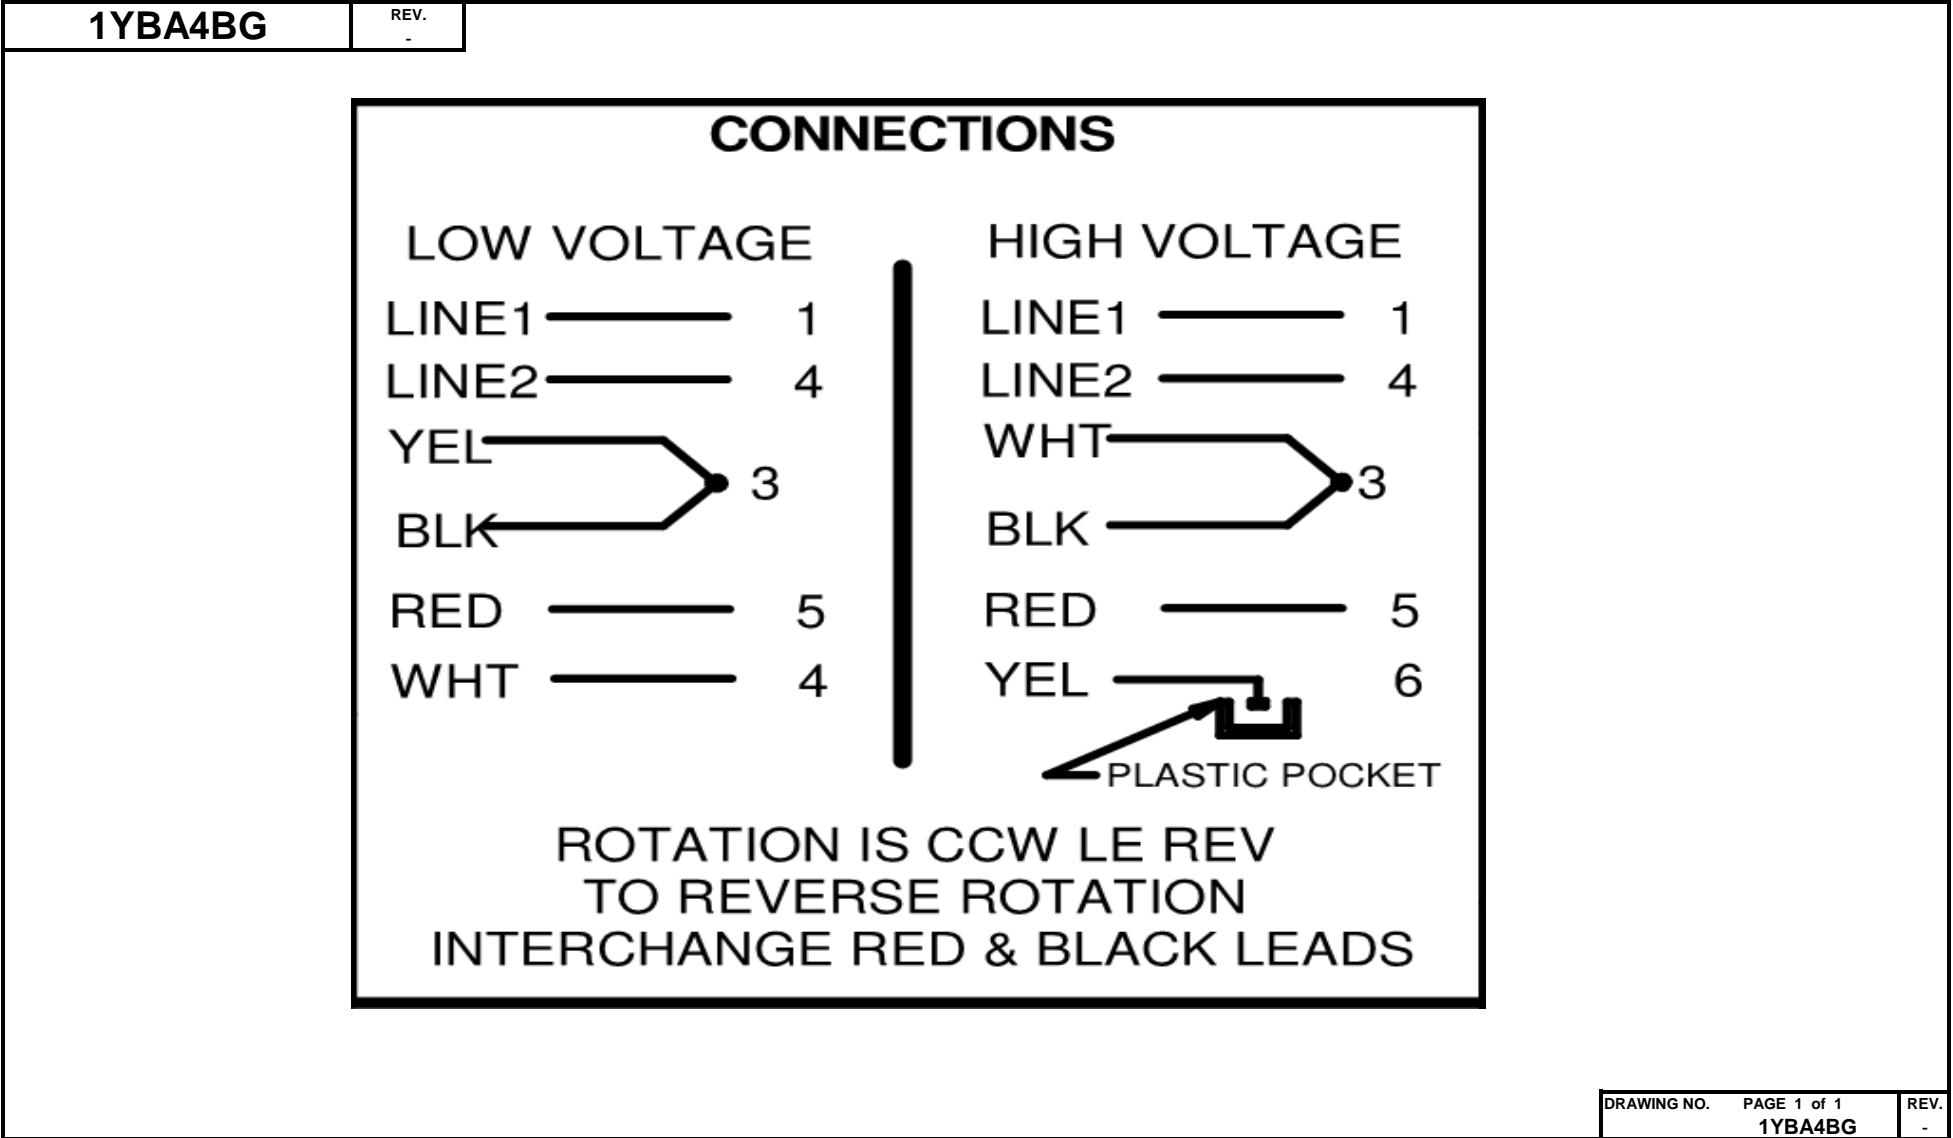 1YBA4BG
REV.
-
CONNECTIONS
LOW VOLTAGE
LINE1 1
LINE2 4
YEL
3
BLK
RED 5
WHT 4
HIGH VOLTAGE
LINE1 1
LINE2 4
WHT
3
BLK
RED 5
YEL 6
PLASTIC POCKET
ROTATION IS CCW LE REV
TO REVERSE ROTATION
INTERCHANGE RED & BLACK LEADS
DRAWING NO. PAGE 1 of 1 REV.
1YBA4BG -